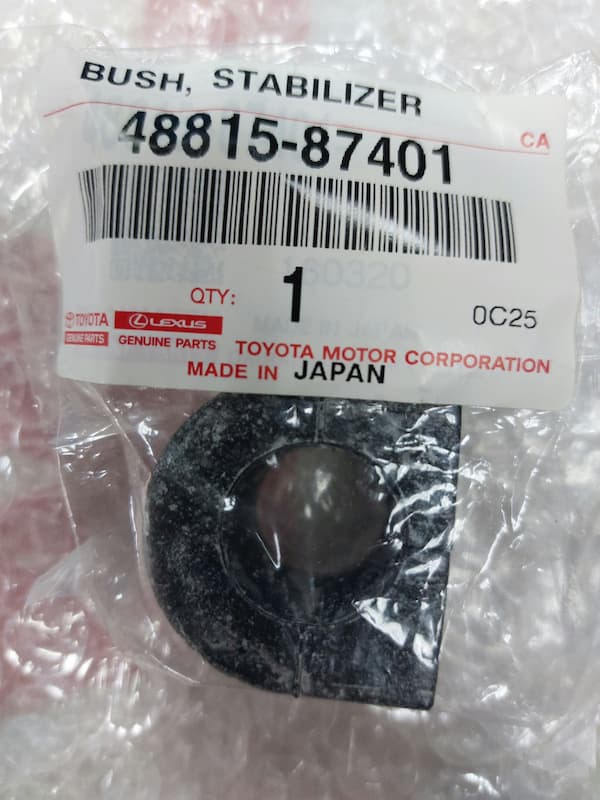 BUSH, STABILIZER
CA
48815-87401
160320
QTY: 1
0C25
TOYOTA LEXUS
GENUINE PARTS GENUINE PARTS TOYOTA MOTOR CORPORATION
MADE IN JAPAN